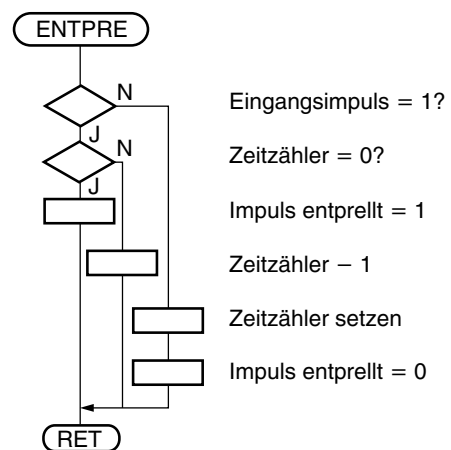 ENTPRE
N
Eingangsimpuls = 1?
J
N
Zeitzähler = 0?
J
Impuls entprellt = 1
Zeitzähler − 1
Zeitzähler setzen
Impuls entprellt = 0
RET